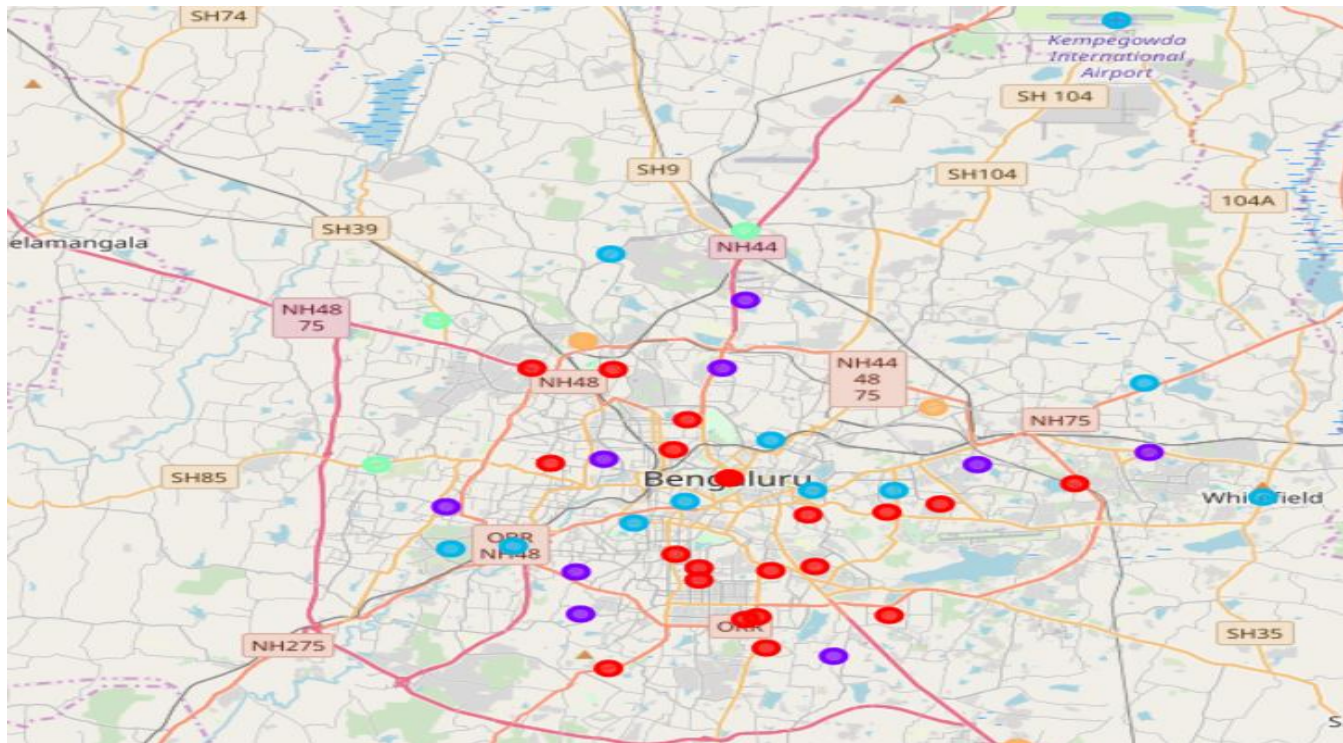 SH74
Kempegowda
International
Airport
SH 104
SH9
SH104
104A
SH39
elamangala
NH44
NH48
75
NH48
NH44
48
75
NH75
SH85
Bengaluru
Whitefield
ORR
NH48
ORR
NH275
SH35
S